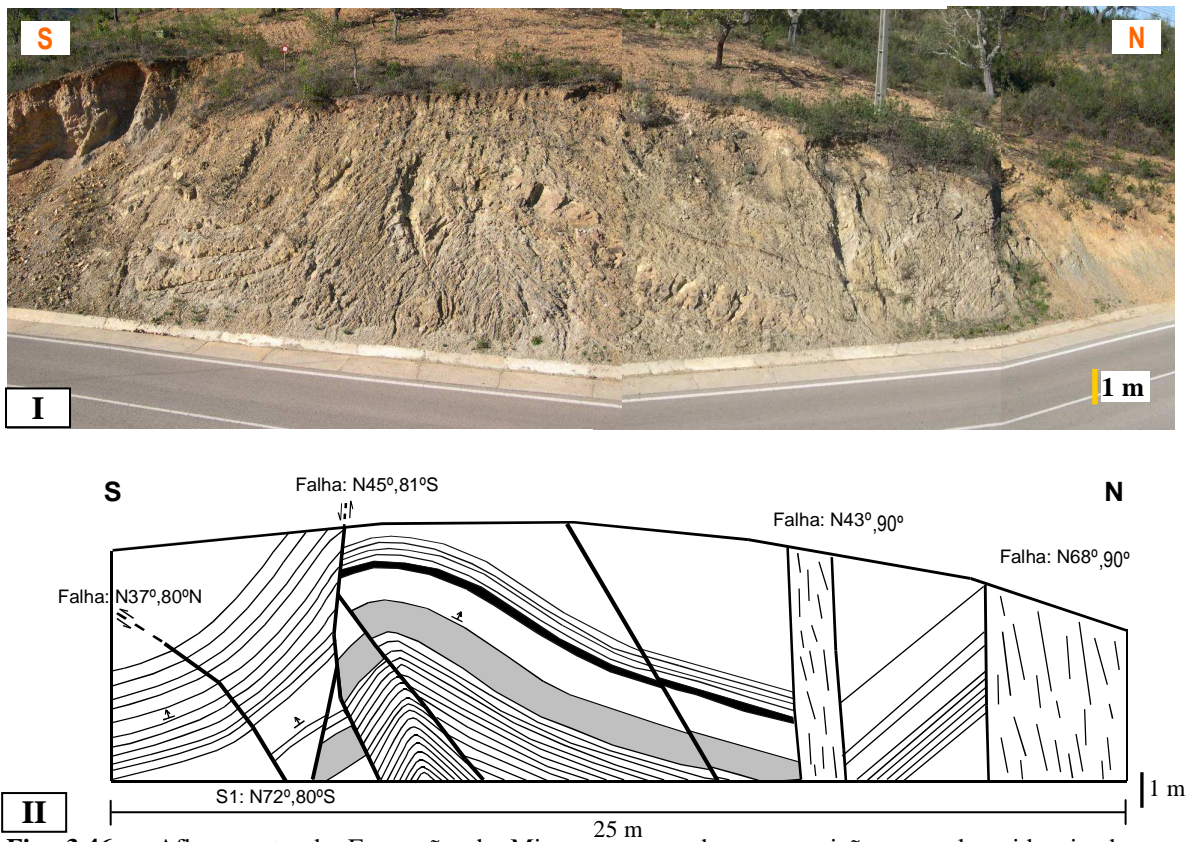 S
N
I
1 m
S
N
Falha: N45º,81ºS
Falha: N43º,90º
Falha: N68º,90º
Falha: N37º,80ºN
S1: N72º,80ºS
II
1 m
25 m